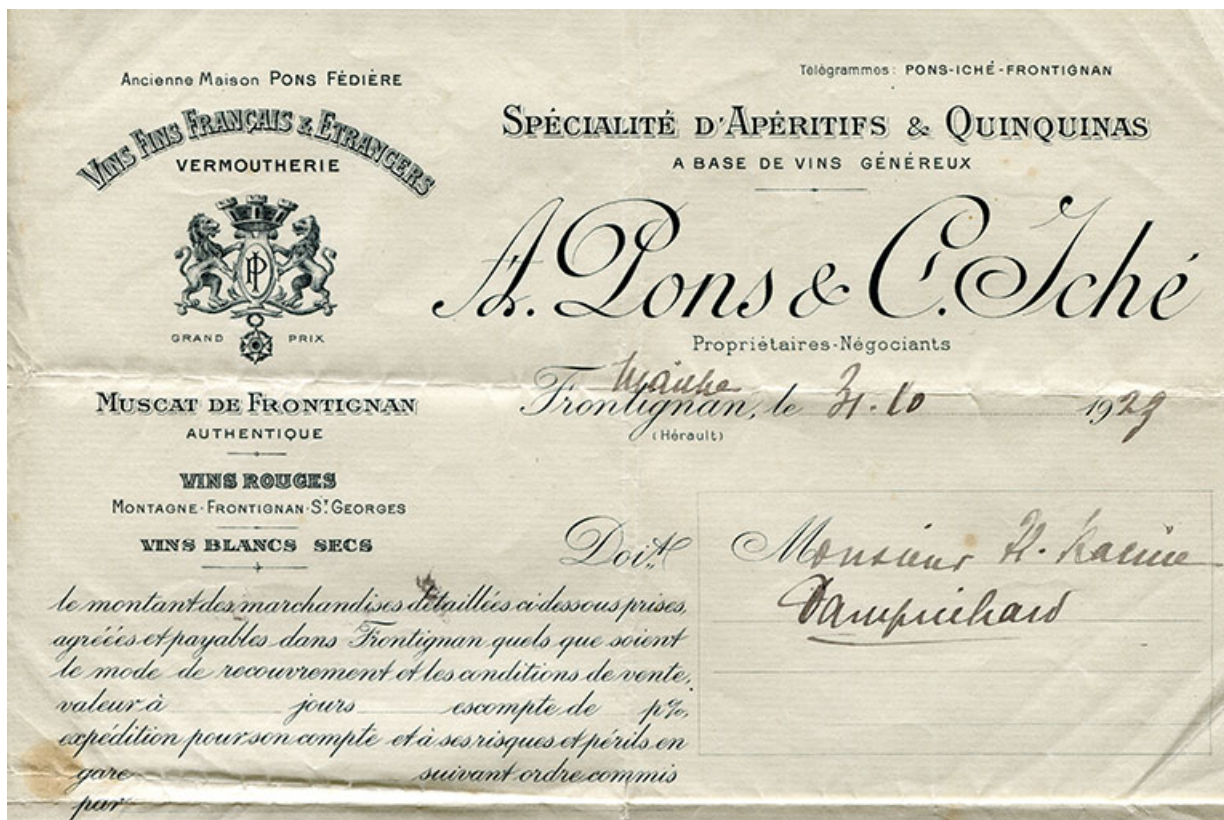 Ancienne Maison PONS FÉDIÈRE
VINS FINS FRANÇAIS & ETRANGERS
VERMOUTHERIE
GRAND PRIX
MUSCAT DE FRONTIGNAN
AUTHENTIQUE
VINS ROUGES
MONTAGNE-FRONTIGNAN-ST GEORGES
VINS BLANCS SECS
Télégrammes: PONS-ICHÉ-FRONTIGNAN
SPÉCIALITÉ D'APÉRITIFS & QUINQUINAS
A BASE DE VINS GÉNÉREUX
A. Pons & C. Iché
Propriétaires-Négociants
Frontignan, le 31.10 1929
(Hérault)
Doit
Monsieur H. Racine
Damprichard
le montant des marchandises détaillées ci-dessous prises,
agréées et payables dans Frontignan quels que soient
le mode de recouvrement et les conditions de vente,
valeur à jours escompte de p%,
expédition pour son compte et à ses risques et périls en
gare suivant ordre commis
par